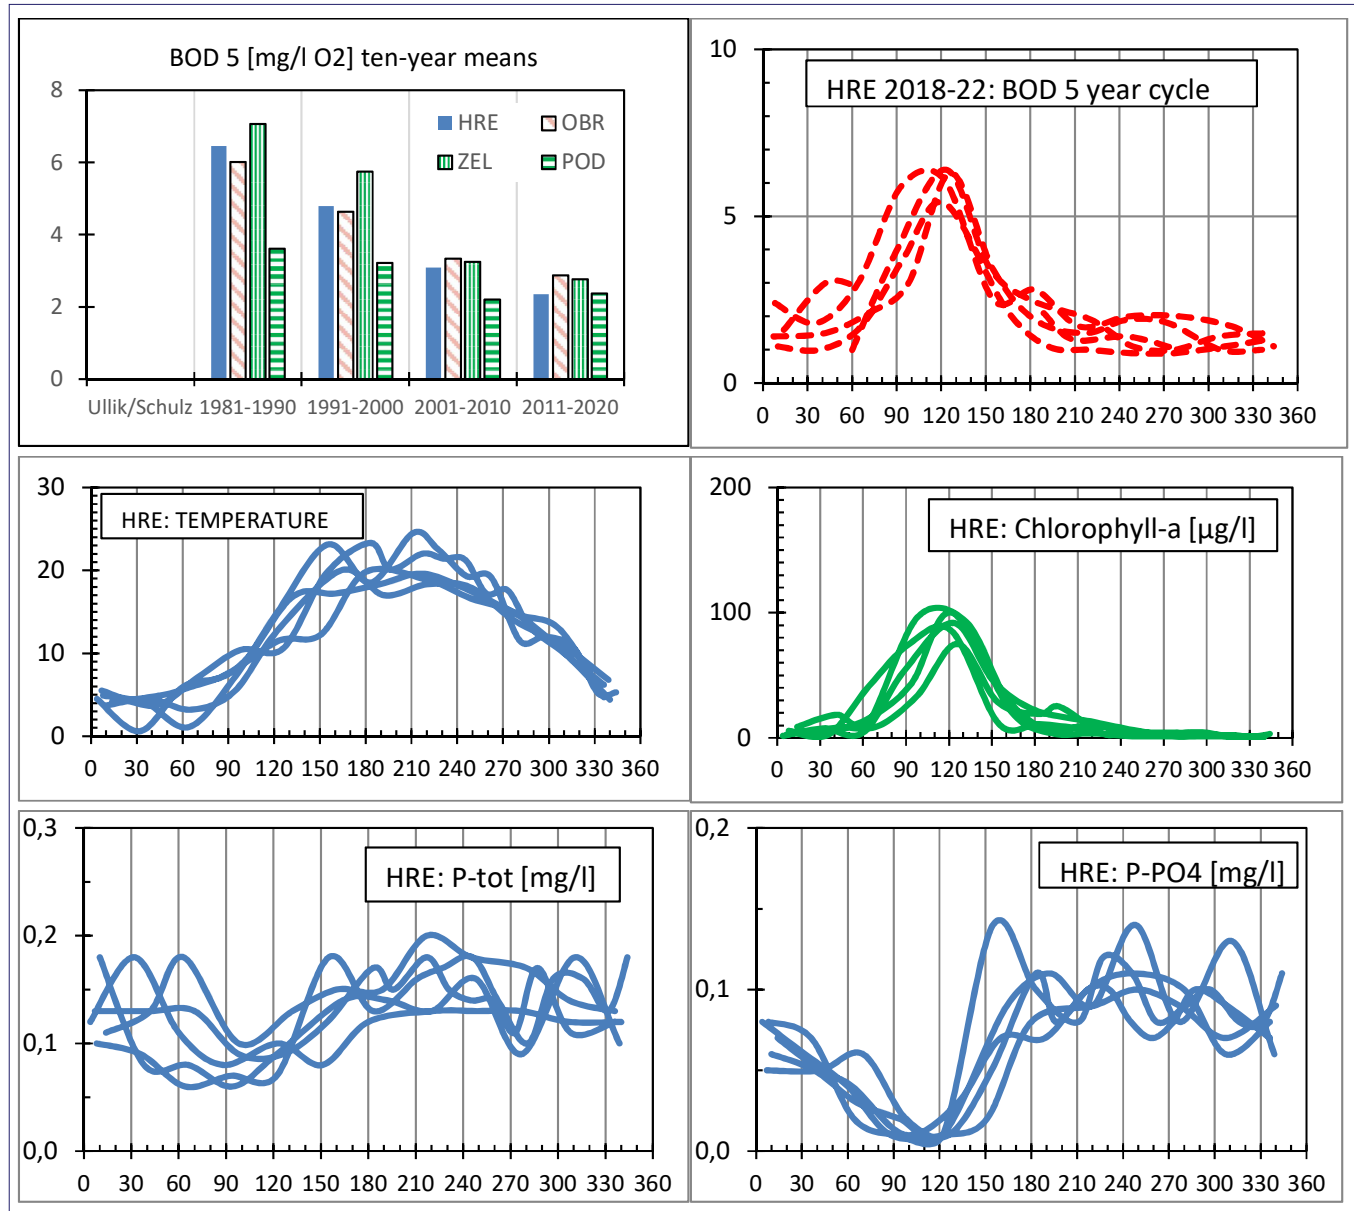 BOD 5 [mg/l O2] ten-year means
8
6
4
2
0
HRE OBR
ZEL POD
Ullik/Schulz 1981-1990 1991-2000 2001-2010 2011-2020
HRE 2018-22: BOD 5 year cycle
10
5
0
0 30 60 90 120 150 180 210 240 270 300 330 360
HRE: TEMPERATURE
30
20
10
0
0 30 60 90 120 150 180 210 240 270 300 330 360
HRE: Chlorophyll-a [µg/l]
200
100
0
0 30 60 90 120 150 180 210 240 270 300 330 360
HRE: P-tot [mg/l]
0,3
0,2
0,1
0,0
0 30 60 90 120 150 180 210 240 270 300 330 360
HRE: P-PO4 [mg/l]
0,2
0,1
0,0
0 30 60 90 120 150 180 210 240 270 300 330 360